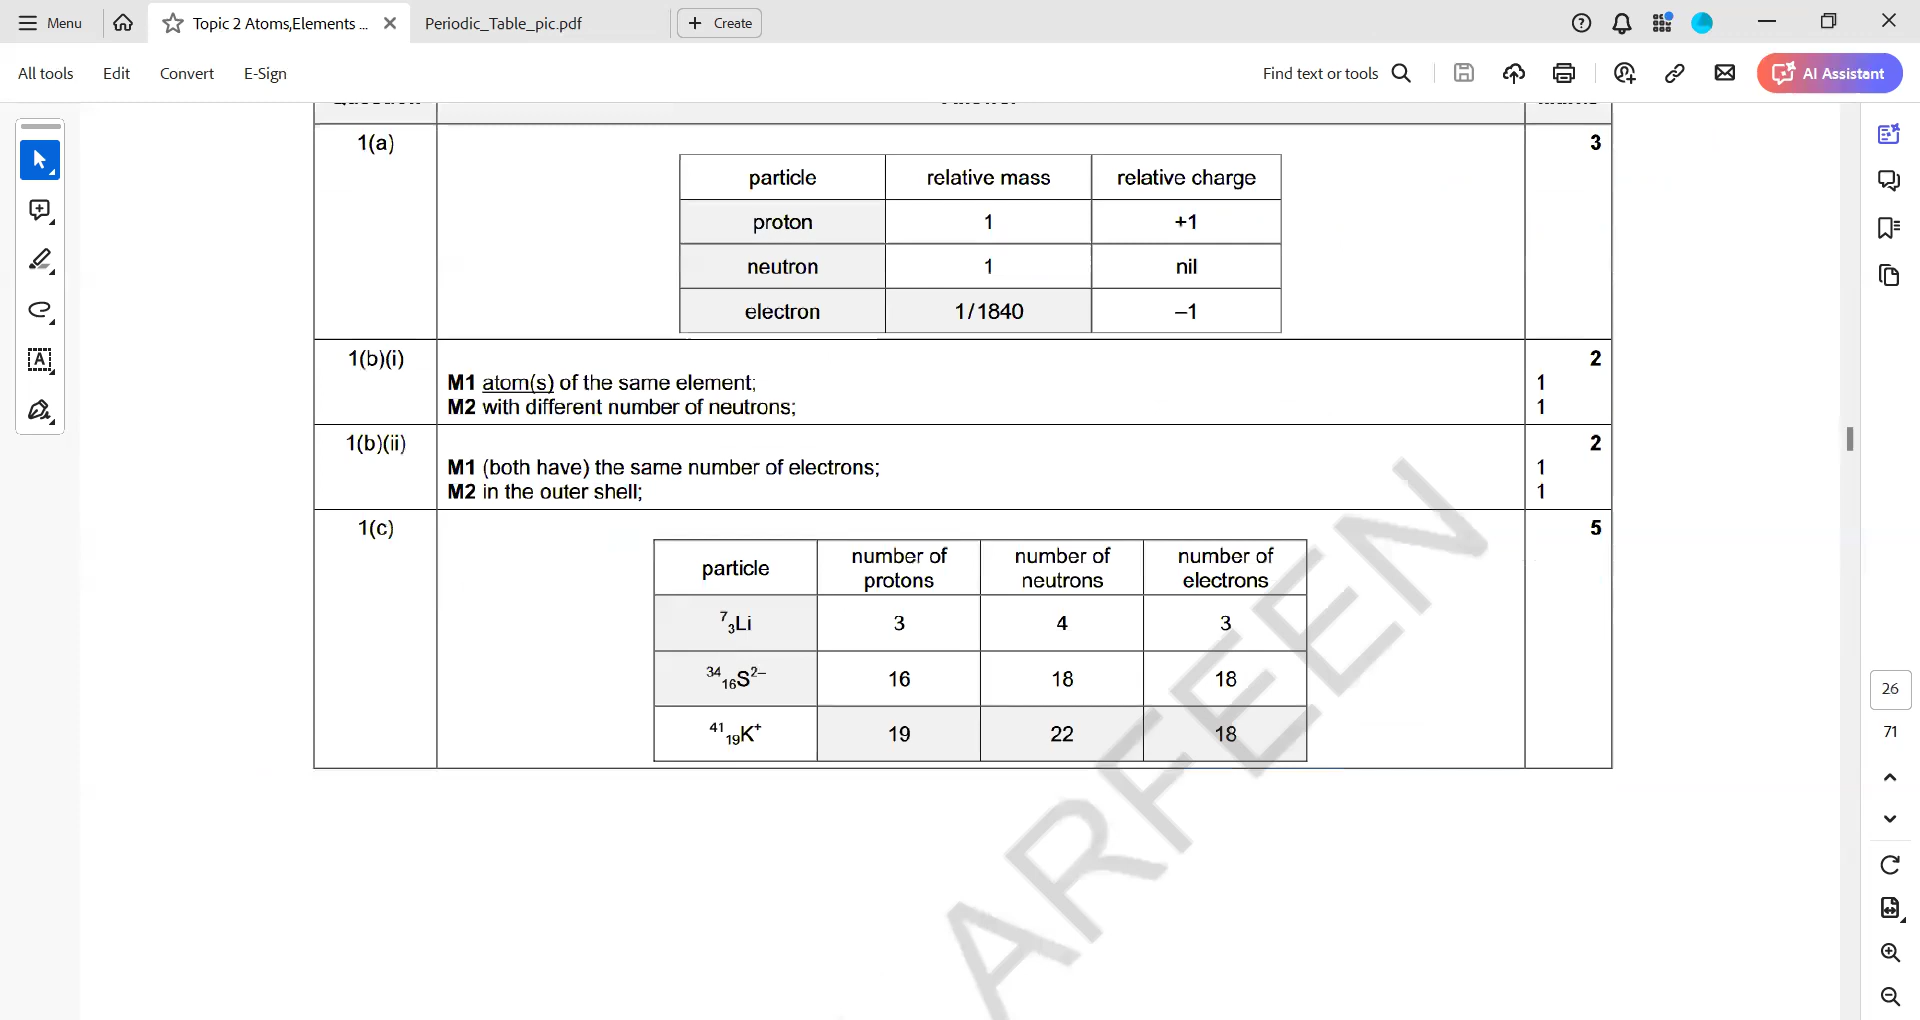 Menu
Topic 2 Atoms,Elements ...
Periodic_Table_pic.pdf
Create
All tools Edit Convert E-Sign
Find text or tools
AI Assistant
1(a) 3
particle relative mass relative charge
proton 1 +1
neutron 1 nil
electron 1/1840 –1
1(b)(i) 2
M1 atom(s) of the same element; 1
M2 with different number of neutrons; 1
1(b)(ii) 2
M1 (both have) the same number of electrons; 1
M2 in the outer shell; 1
1(c) 5
particle number of protons number of neutrons number of electrons
⁷₃Li 3 4 3
³⁴₁₆S²⁻ 16 18 18
⁴¹₁₉K⁺ 19 22 18
ARFEEN
26
71